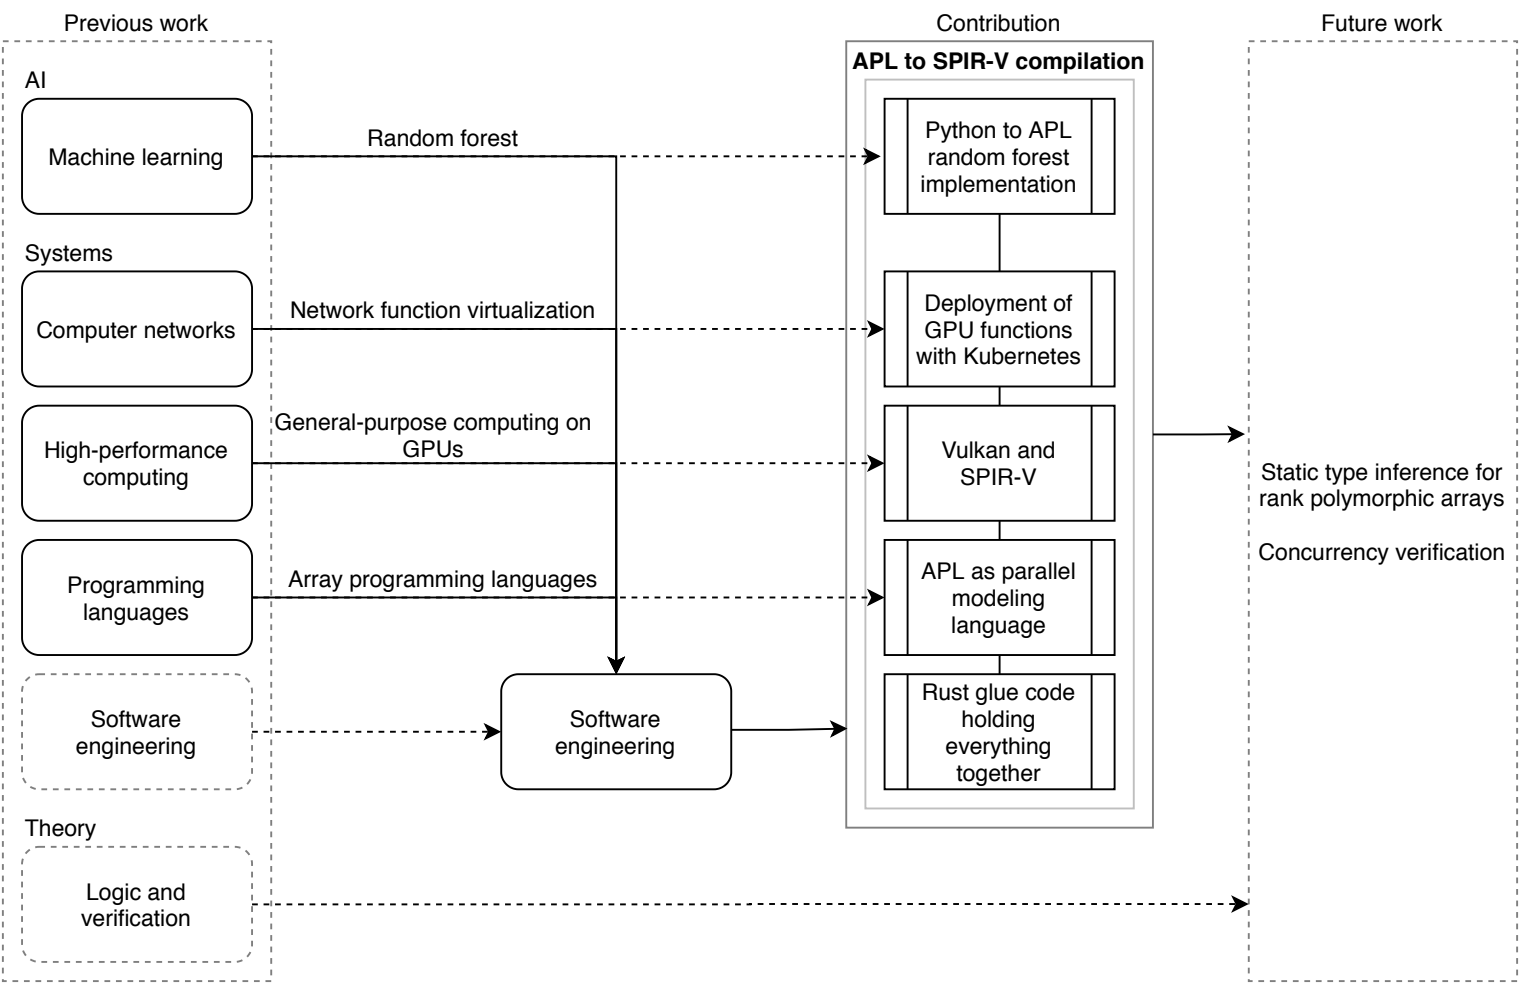 Previous work
Contribution
Future work
APL to SPIR-V compilation
AI
Machine learning
Random forest
Python to APL
random forest
implementation
Systems
Computer networks
Network function virtualization
Deployment of
GPU functions
with Kubernetes
High-performance
computing
General-purpose computing on
GPUs
Vulkan and
SPIR-V
Static type inference for
rank polymorphic arrays
Concurrency verification
Programming
languages
Array programming languages
APL as parallel
modeling
language
Software
engineering
Software
engineering
Rust glue code
holding
everything
together
Theory
Logic and
verification